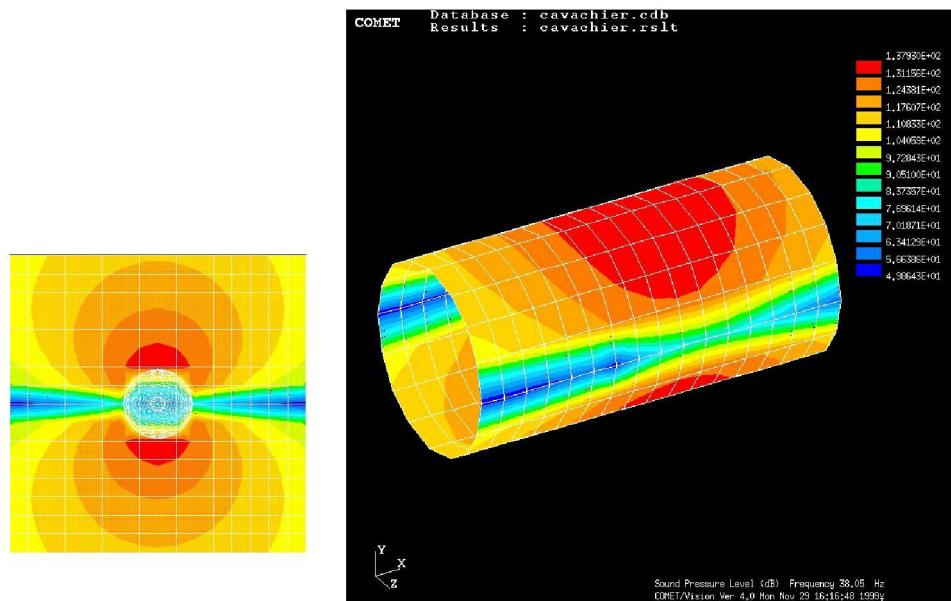 COMET
Database : cavachier.cdb
Results : cavachier.rslt
1.37930E+02
1.31156E+02
1.24381E+02
1.17607E+02
1.10833E+02
1.04059E+02
9.72843E+01
9.05100E+01
8.37357E+01
7.69614E+01
7.01871E+01
6.34129E+01
5.66386E+01
4.98643E+01
Y
X
Z
Sound Pressure Level (dB) Frequency 38.05 Hz
COMET/Vision Ver 4.0 Mon Nov 29 16:16:48 1999